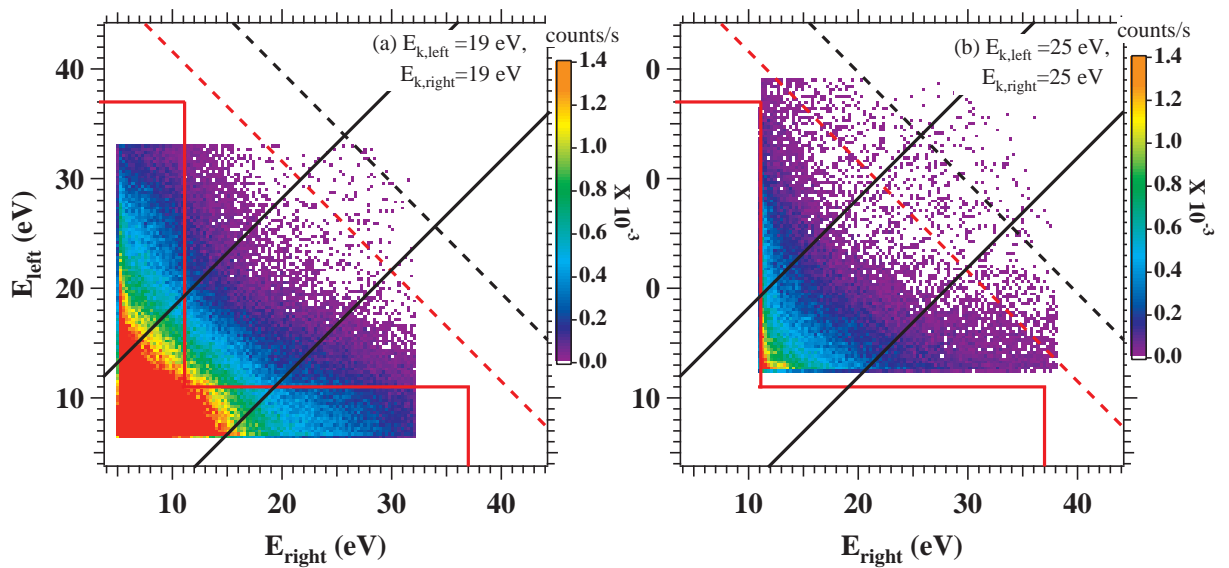 (a) E_k,left =19 eV,
E_k,right=19 eV
counts/s
1.4
1.2
1.0
0.8
0.6
0.4
0.2
0.0
X 10^-3
40
30
20
10
E_left (eV)
10
20
30
40
E_right (eV)
(b) E_k,left =25 eV,
E_k,right=25 eV
counts/s
1.4
1.2
1.0
0.8
0.6
0.4
0.2
0.0
X 10^-3
0
0
0
10
10
20
30
40
E_right (eV)